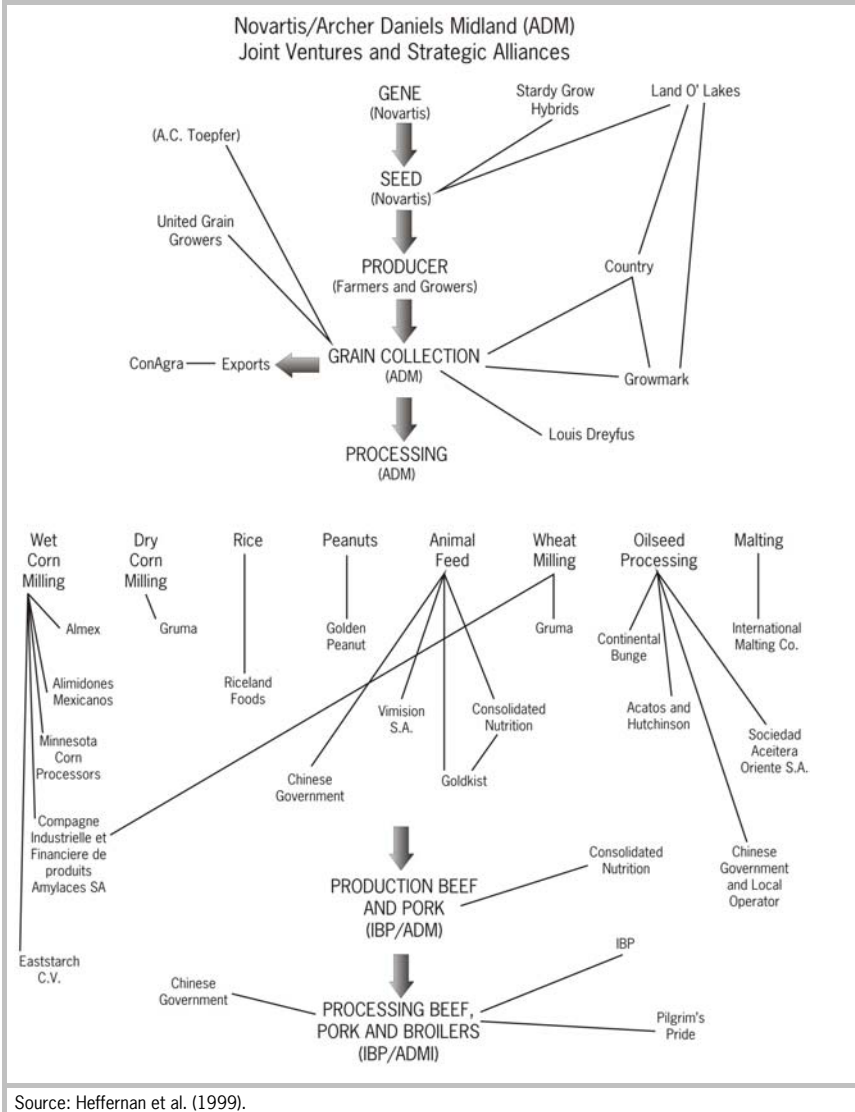 Novartis/Archer Daniels Midland (ADM)
Joint Ventures and Strategic Alliances
GENE
(Novartis)
Stardy Grow
Hybrids
Land O' Lakes
(A.C. Toepfer)
SEED
(Novartis)
United Grain
Growers
PRODUCER
(Farmers and Growers)
Country
ConAgra
Exports
GRAIN COLLECTION
(ADM)
Growmark
Louis Dreyfus
PROCESSING
(ADM)
Wet
Corn
Milling
Dry
Corn
Milling
Rice
Peanuts
Animal
Feed
Wheat
Milling
Oilseed
Processing
Malting
Almex
Gruma
Golden
Peanut
Gruma
Continental
Bunge
International
Malting Co.
Alimidones
Mexicanos
Riceland
Foods
Vimision
S.A.
Consolidated
Nutrition
Acatos and
Hutchinson
Sociedad
Aceitera
Oriente S.A.
Minnesota
Corn
Processors
Chinese
Government
Goldkist
Compagne
Industrielle et
Financiere de
produits
Amylaces SA
Chinese
Government
and Local
Operator
PRODUCTION BEEF
AND PORK
(IBP/ADM)
Consolidated
Nutrition
Eaststarch
C.V.
Chinese
Government
IBP
PROCESSING BEEF,
PORK AND BROILERS
(IBP/ADMI)
Pilgrim's
Pride
Source: Heffernan et al. (1999).